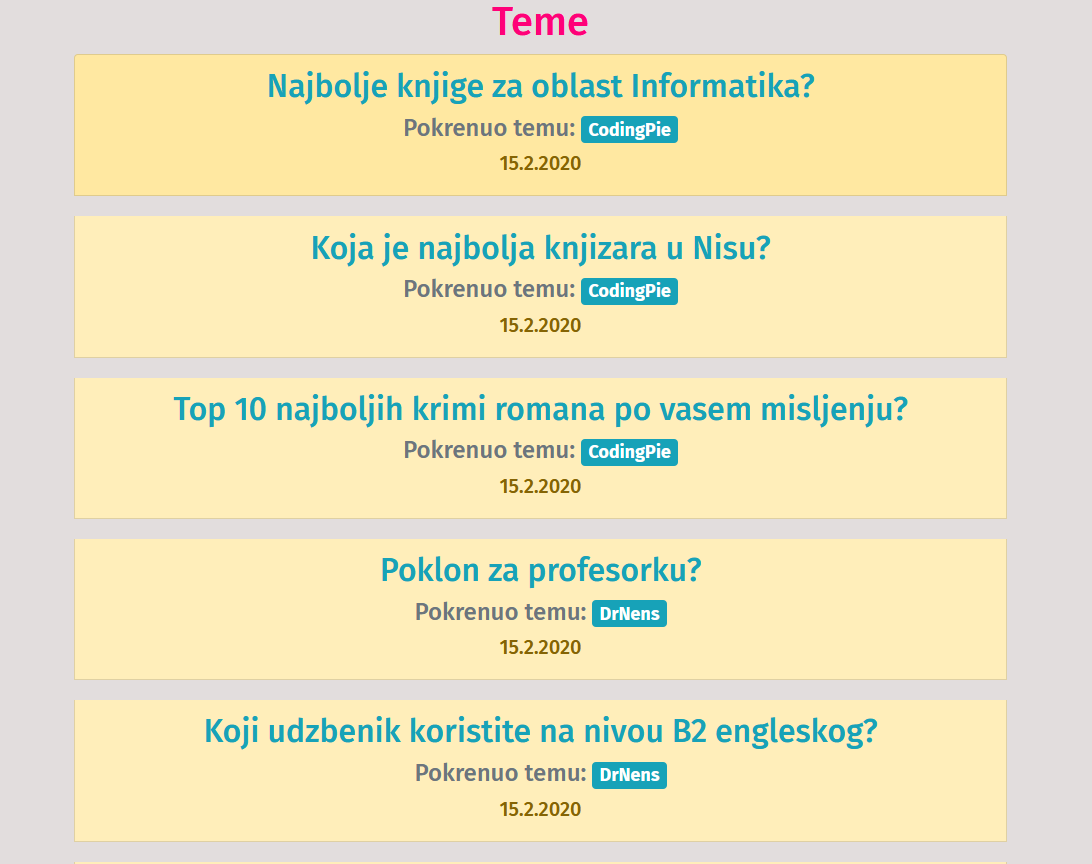 Teme
Najbolje knjige za oblast Informatika?
Pokrenuo temu: CodingPie
15.2.2020
Koja je najbolja knjizara u Nisu?
Pokrenuo temu: CodingPie
15.2.2020
Top 10 najboljih krimi romana po vasem misljenju?
Pokrenuo temu: CodingPie
15.2.2020
Poklon za profesorku?
Pokrenuo temu: DrNens
15.2.2020
Koji udzbenik koristite na nivou B2 engleskog?
Pokrenuo temu: DrNens
15.2.2020